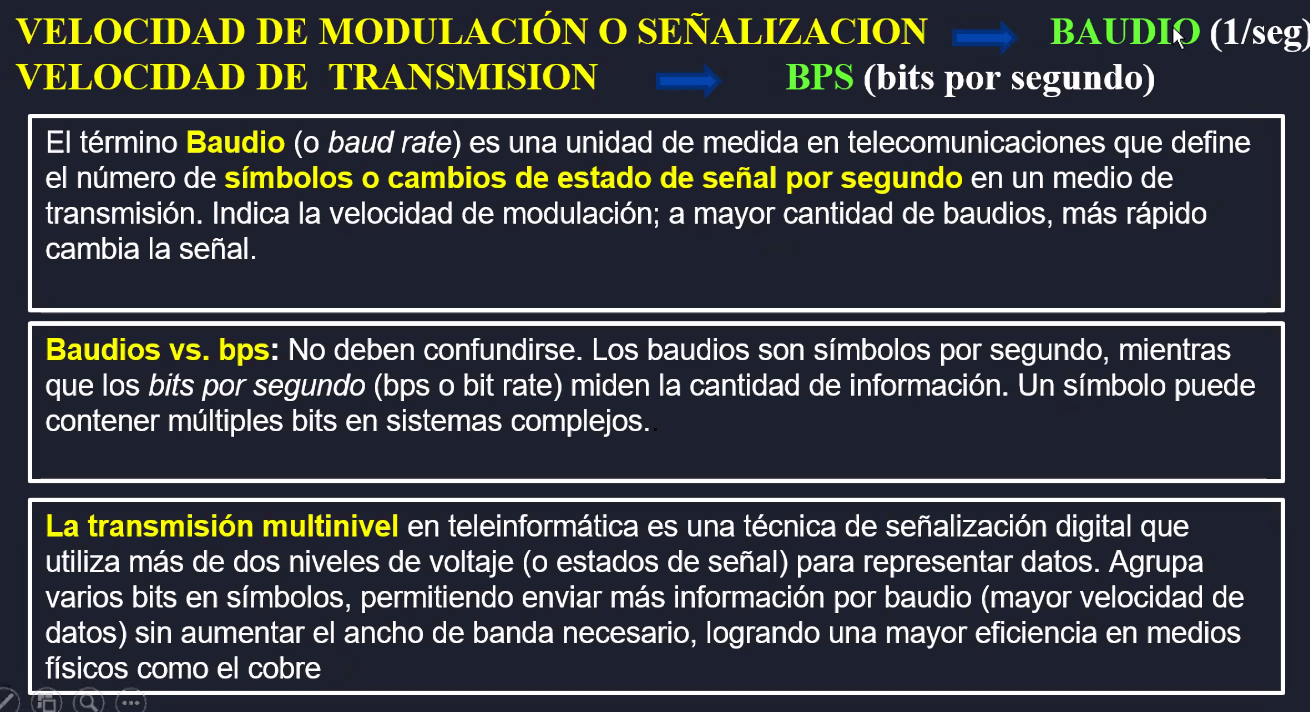 VELOCIDAD DE MODULACIÓN O SEÑALIZACION BAUDIO (1/seg)
VELOCIDAD DE TRANSMISION BPS (bits por segundo)
El término Baudio (o baud rate) es una unidad de medida en telecomunicaciones que define
el número de símbolos o cambios de estado de señal por segundo en un medio de
transmisión. Indica la velocidad de modulación; a mayor cantidad de baudios, más rápido
cambia la señal.
Baudios vs. bps: No deben confundirse. Los baudios son símbolos por segundo, mientras
que los bits por segundo (bps o bit rate) miden la cantidad de información. Un símbolo puede
contener múltiples bits en sistemas complejos.
La transmisión multinivel en teleinformática es una técnica de señalización digital que
utiliza más de dos niveles de voltaje (o estados de señal) para representar datos. Agrupa
varios bits en símbolos, permitiendo enviar más información por baudio (mayor velocidad de
datos) sin aumentar el ancho de banda necesario, logrando una mayor eficiencia en medios
físicos como el cobre